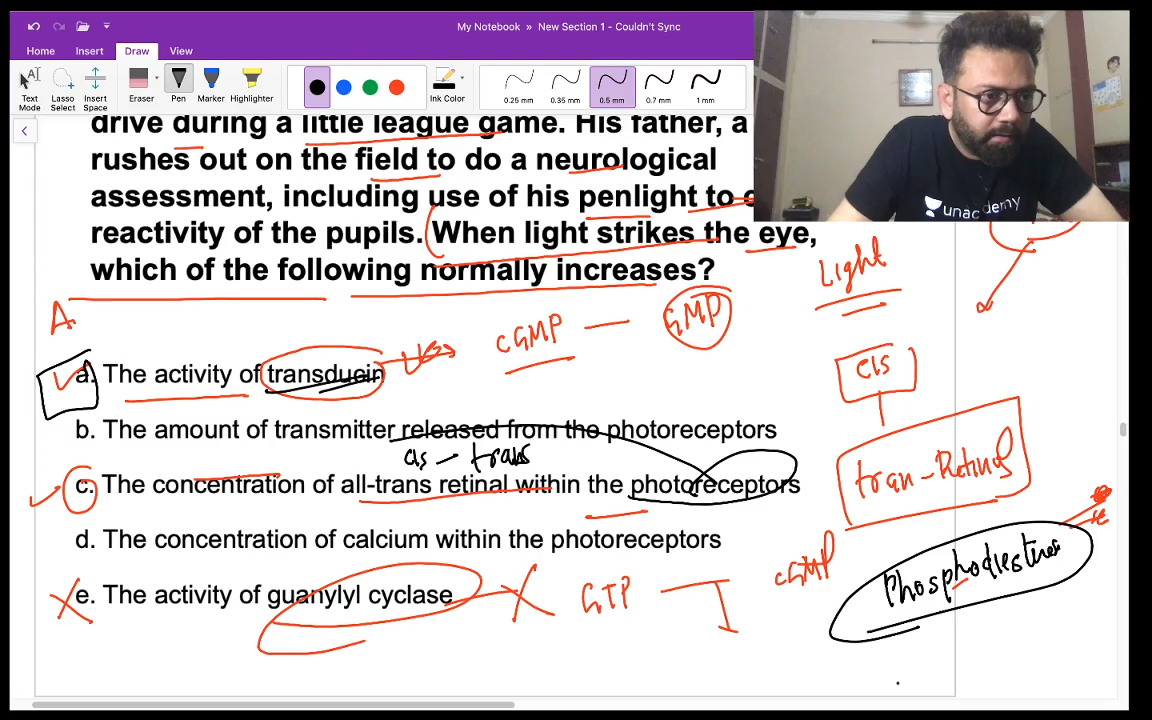 My Notebook » New Section 1 - Couldn't Sync
Home Insert Draw View
Text Mode
Lasso Select
Insert Space
Eraser
Pen
Marker
Highlighter
Ink Color
0.25 mm
0.35 mm
0.5 mm
0.7 mm
1 mm
unacademy
drive during a little league game. His father, a
rushes out on the field to do a neurological
assessment, including use of his penlight to
reactivity of the pupils. When light strikes the eye,
which of the following normally increases?
Light
A
cGMP — GMP
a. The activity of transducin
cis
b. The amount of transmitter released from the photoreceptors
cis - trans
tran-Retinol
c. The concentration of all-trans retinal within the photoreceptors
d. The concentration of calcium within the photoreceptors
cGMP
e. The activity of guanylyl cyclase
GTP